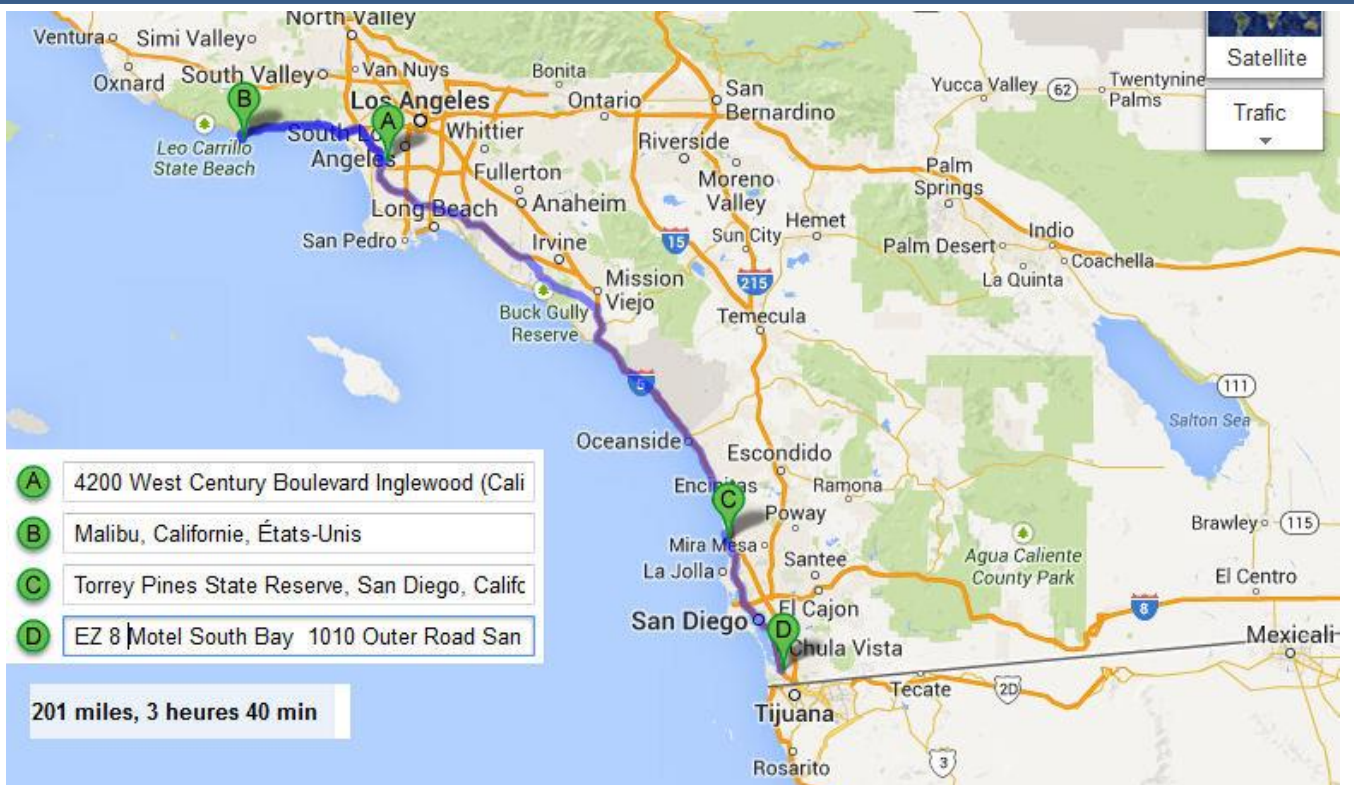 North Valley
Ventura
Simi Valley
Oxnard
South Valley
Van Nuys
Bonita
Los Angeles
Ontario
San
Bernardino
Yucca Valley
62
Twentynine
Palms
Satellite
Trafic
B
A
Leo Carrillo
State Beach
South Lo
Angeles
Whittier
Fullerton
Riverside
Moreno
Valley
Palm
Springs
Long Beach
Anaheim
Hemet
San Pedro
Irvine
15
Sun City
Palm Desert
Indio
Coachella
La Quinta
215
Mission
Viejo
Buck Gully
Reserve
Temecula
5
111
Salton Sea
Oceanside
Escondido
Encinitas
Ramona
C
Poway
Brawley
115
Mira Mesa
La Jolla
Santee
Agua Caliente
County Park
El Centro
El Cajon
8
San Diego
D
Chula Vista
Mexicali
Tecate
2D
Tijuana
Rosarito
3
A 4200 West Century Boulevard Inglewood (Cali
B Malibu, Californie, États-Unis
C Torrey Pines State Reserve, San Diego, Califo
D EZ 8 Motel South Bay 1010 Outer Road San
201 miles, 3 heures 40 min